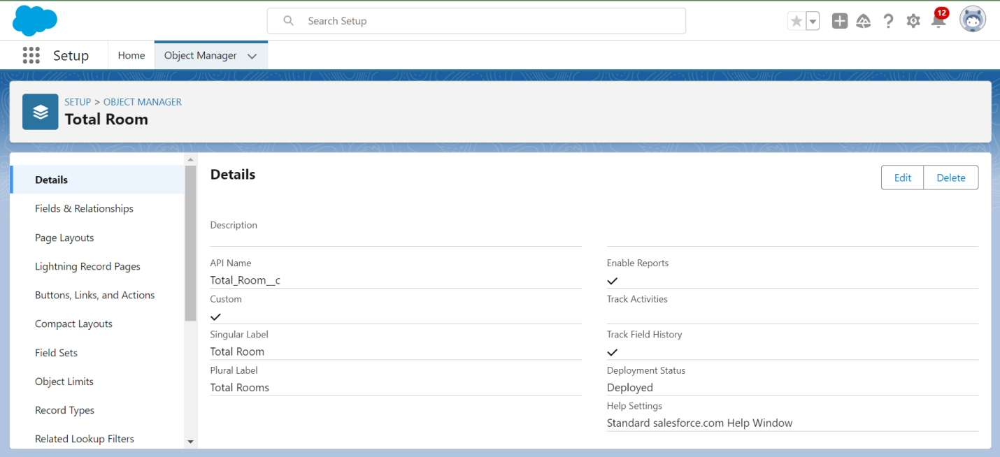 Search Setup
12
Setup
Home
Object Manager
SETUP > OBJECT MANAGER
Total Room
Details
Fields & Relationships
Page Layouts
Lightning Record Pages
Buttons, Links, and Actions
Compact Layouts
Field Sets
Object Limits
Record Types
Related Lookup Filters
Details
Edit
Delete
Description
API Name
Total_Room__c
Custom
Singular Label
Total Room
Plural Label
Total Rooms
Enable Reports
Track Activities
Track Field History
Deployment Status
Deployed
Help Settings
Standard salesforce.com Help Window